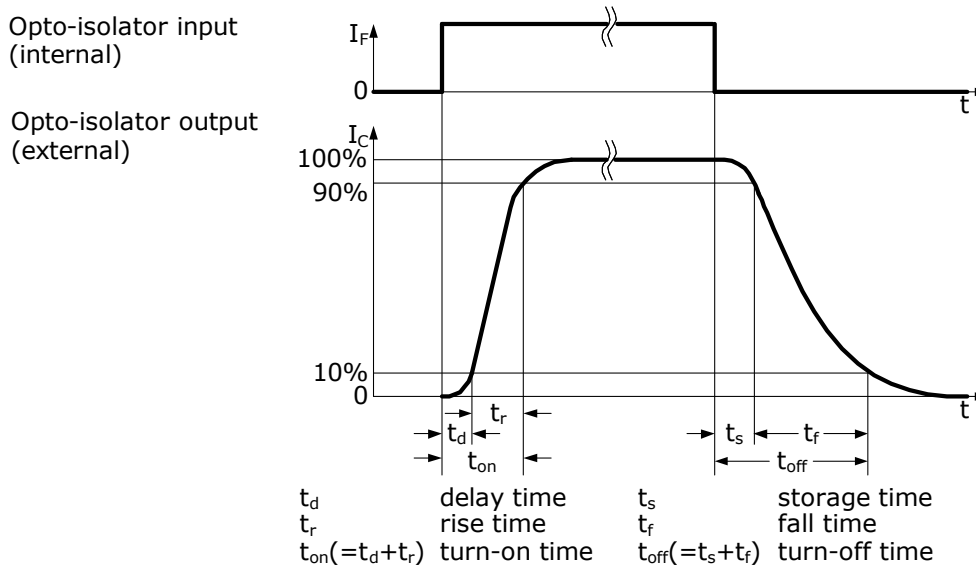 Opto-isolator input
(internal)
I_F
0
t
Opto-isolator output
(external)
I_C
100%
90%
10%
0
t
t_r
t_d
t_on
t_s
t_f
t_off
t_d delay time t_s storage time
t_r rise time t_f fall time
t_on(=t_d+t_r) turn-on time t_off(=t_s+t_f) turn-off time